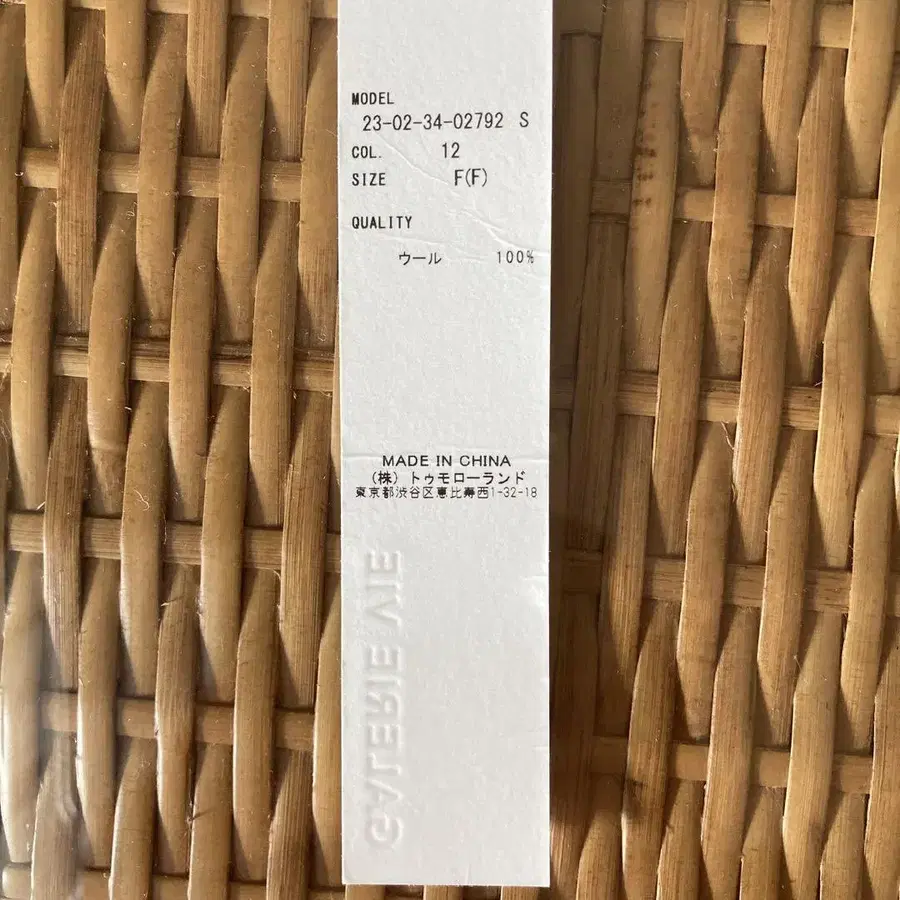 MODEL
23-02-34-02792 S
COL. 12
SIZE F(F)
QUALITY
ウール 100%
MADE IN CHINA
(株) トゥモローランド
東京都渋谷区恵比寿西1-32-18
GALERIE VIE